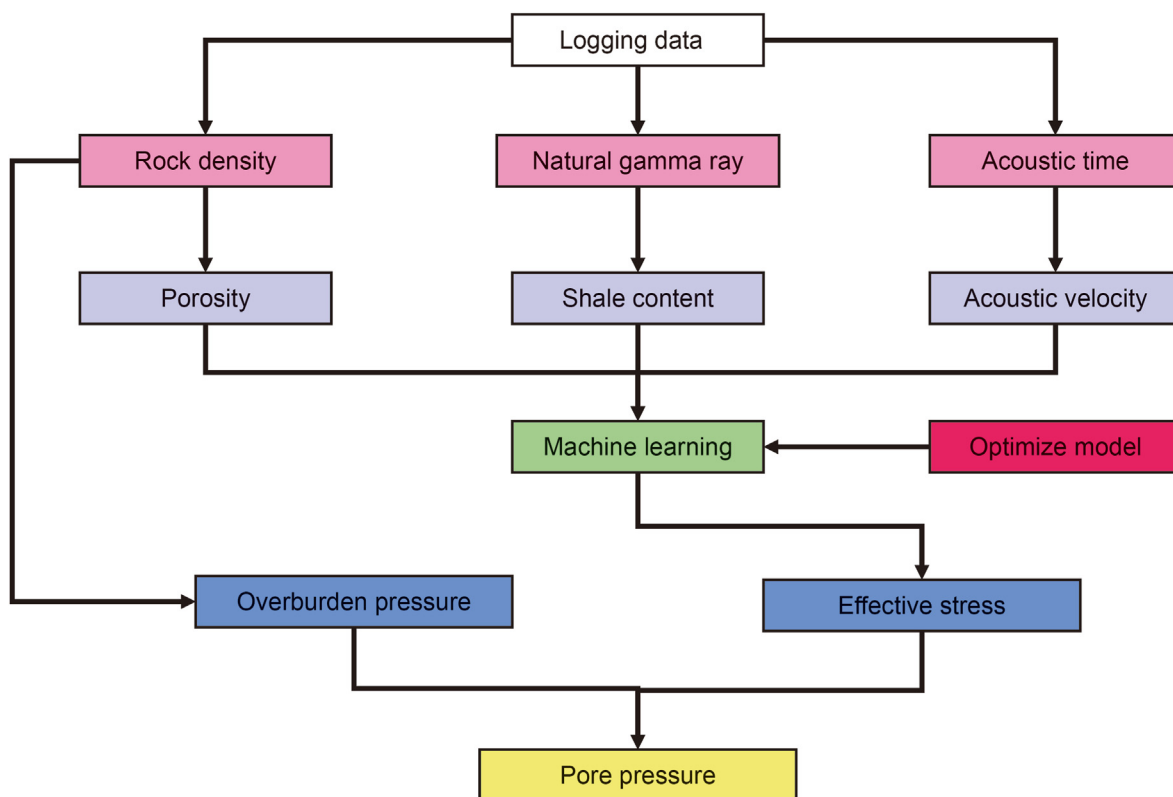 Logging data
Rock density
Natural gamma ray
Acoustic time
Porosity
Shale content
Acoustic velocity
Machine learning
Optimize model
Overburden pressure
Effective stress
Pore pressure